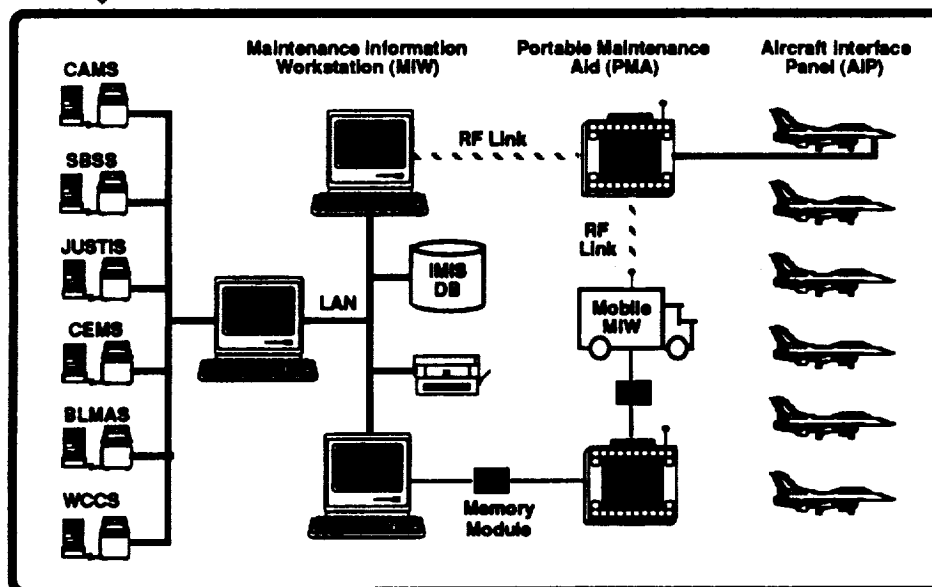 Maintenance Information
Workstation (MIW)
Portable Maintenance
Aid (PMA)
Aircraft Interface
Panel (AIP)
CAMS
SBSS
JUSTIS
CEMS
BLMAS
WCCS
RF Link
LAN
IMIS
DB
RF
Link
Mobile
MIW
Memory
Module